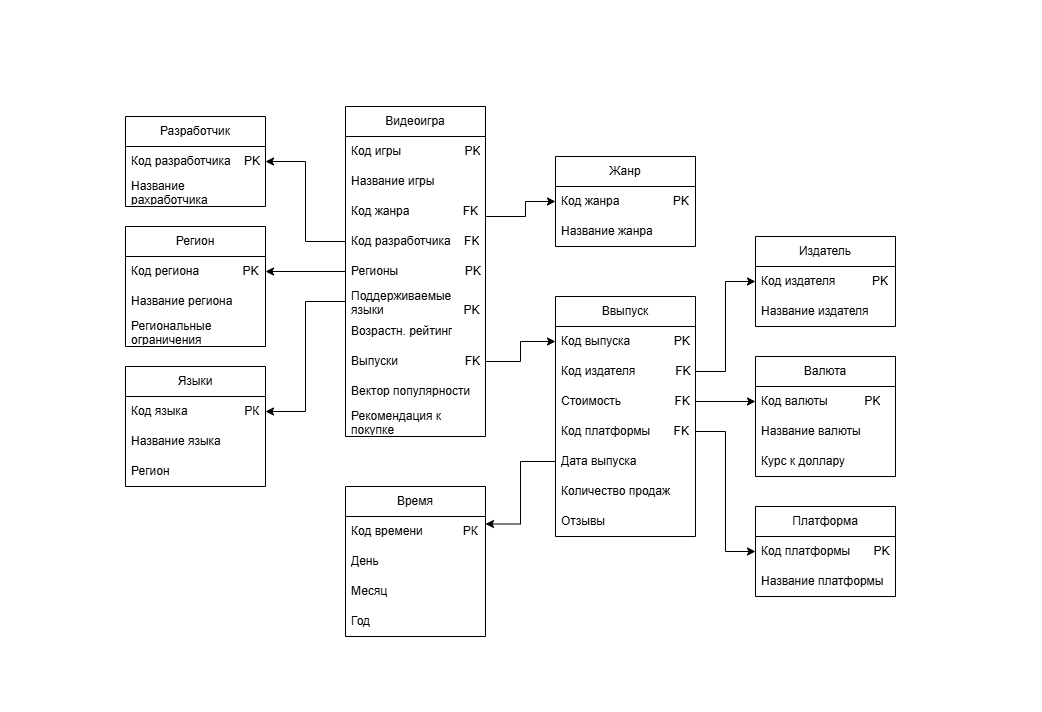 Разработчик
Код разработчика PK
Название
рахработчика
Регион
Код региона PK
Название региона
Региональные
ограничения
Языки
Код языка PK
Название языка
Регион
Видеоигра
Код игры PK
Название игры
Код жанра FK
Код разработчика FK
Регионы PK
Поддерживаемые
языки PK
Возрастн. рейтинг
Выпуски FK
Вектор популярности
Рекомендация к
покупке
Время
Код времени PK
День
Месяц
Год
Жанр
Код жанра PK
Название жанра
Ввыпуск
Код выпуска PK
Код издателя FK
Стоимость FK
Код платформы FK
Дата выпуска
Количество продаж
Отзывы
Издатель
Код издателя PK
Название издателя
Валюта
Код валюты PK
Название валюты
Курс к доллару
Платформа
Код платформы PK
Название платформы